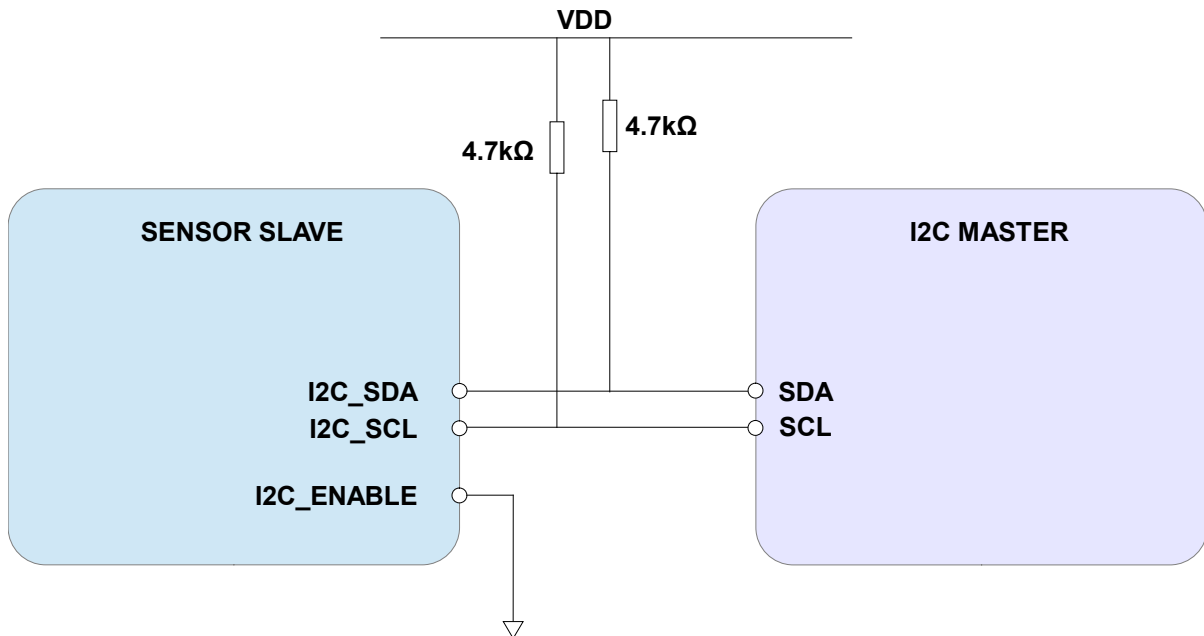 VDD
4.7kΩ
4.7kΩ
SENSOR SLAVE
I2C MASTER
I2C_SDA
SDA
I2C_SCL
SCL
I2C_ENABLE